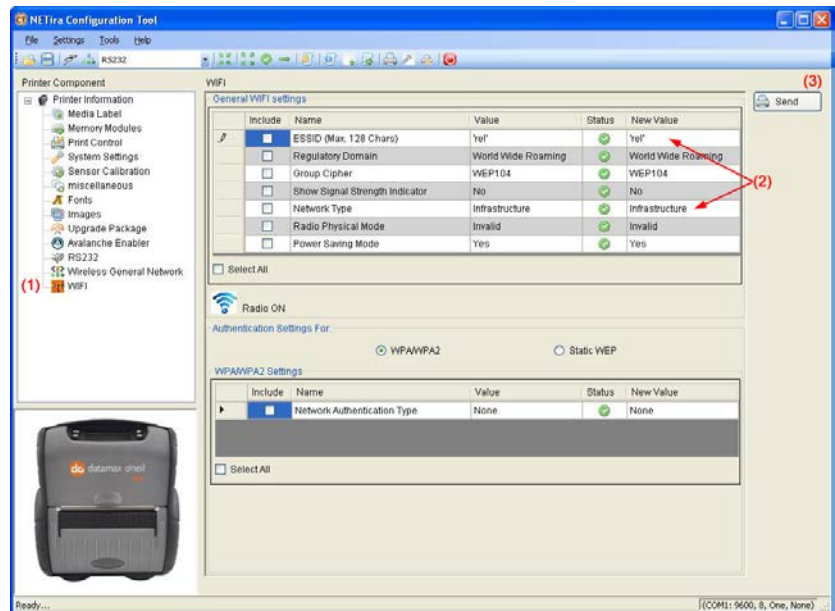 NETira Configuration Tool
File Settings Tools Help
RS232
Printer Component
Printer Information
Media Label
Memory Modules
Print Control
System Settings
Sensor Calibration
miscellaneous
Fonts
Images
Upgrade Package
Avalanche Enabler
RS232
Wireless General Network
(1) WIFI
datamax·oneil
WIFI
General WIFI settings
Include Name Value Status New Value
ESSID (Max. 128 Chars) 'rel' 'rel'
Regulatory Domain World Wide Roaming World Wide Roaming
Group Cipher WEP104 WEP104
Show Signal Strength Indicator No No
Network Type Infrastructure Infrastructure
Radio Physical Mode Invalid Invalid
Power Saving Mode Yes Yes
(2)
Select All
Radio ON
Authentication Settings For:
WPA/WPA2 Static WEP
WPA/WPA2 Settings
Include Name Value Status New Value
Network Authentication Type None None
Select All
(3)
Send
Ready... (COM1: 9600, 8, One, None)